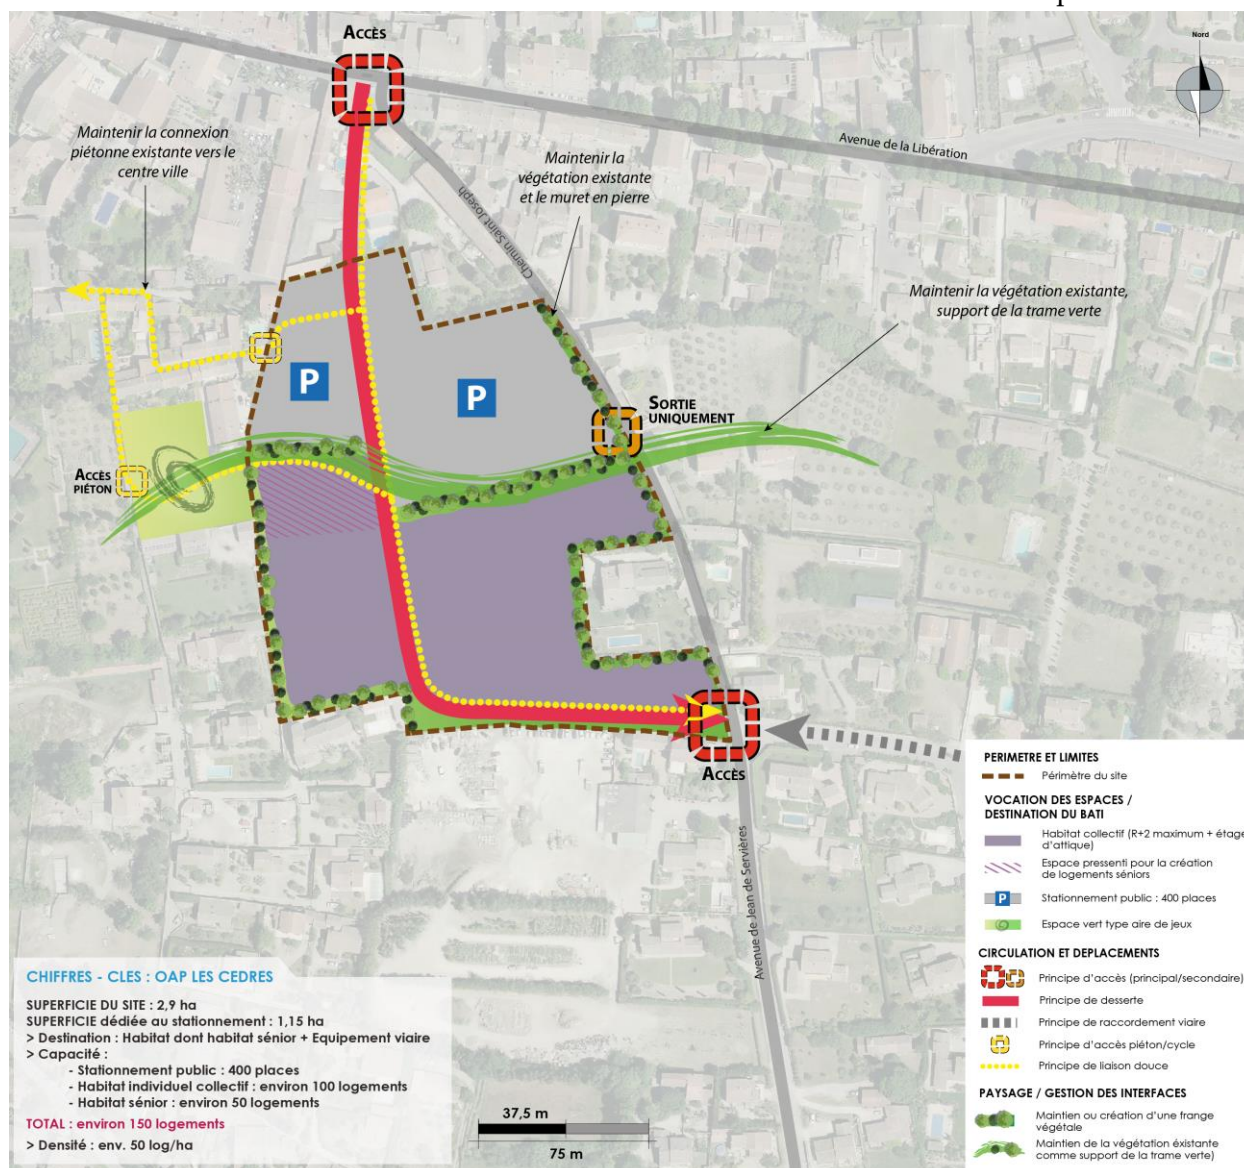 Accès
Nord
Maintenir la connexion
piétonne existante vers le
centre ville
Maintenir la
végétation existante
et le muret en pierre
Avenue de la Libération
Chemin Saint Joseph
Maintenir la végétation existante,
support de la trame verte
P
P
Sortie
uniquement
Accès
piéton
Accès
Avenue de Jean de Servières
PERIMETRE ET LIMITES
Périmètre du site
VOCATION DES ESPACES /
DESTINATION DU BATI
Habitat collectif (R+2 maximum + étage
d'attique)
Espace pressenti pour la création
de logements séniors
P
Stationnement public : 400 places
Espace vert type aire de jeux
CIRCULATION ET DEPLACEMENTS
Principe d'accès (principal/secondaire)
Principe de desserte
Principe de raccordement viaire
Principe d'accès piéton/cycle
Principe de liaison douce
PAYSAGE / GESTION DES INTERFACES
Maintien ou création d'une frange
végétale
Maintien de la végétation éxistante
comme support de la trame verte)
CHIFFRES - CLES : OAP LES CEDRES
SUPERFICIE DU SITE : 2,9 ha
SUPERFICIE dédiée au stationnement : 1,15 ha
> Destination : Habitat dont habitat sénior + Equipement viaire
> Capacité :
- Stationnement public : 400 places
- Habitat individuel collectif : environ 100 logements
- Habitat sénior : environ 50 logements
TOTAL : environ 150 logements
> Densité : env. 50 log/ha
37,5 m
75 m